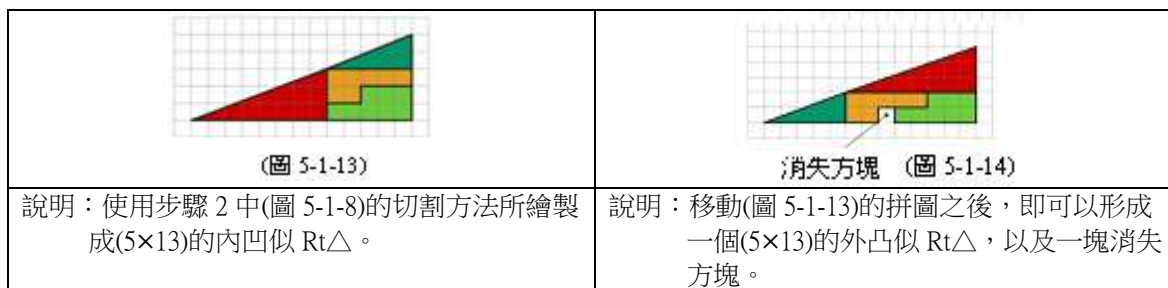 (圖 5-1-13)
消失方塊 (圖 5-1-14)
說明：使用步驟 2 中(圖 5-1-8)的切割方法所繪製
成(5×13)的內凹似 Rt△。
說明：移動(圖 5-1-13)的拼圖之後，即可以形成
一個(5×13)的外凸似 Rt△，以及一塊消失
方塊。